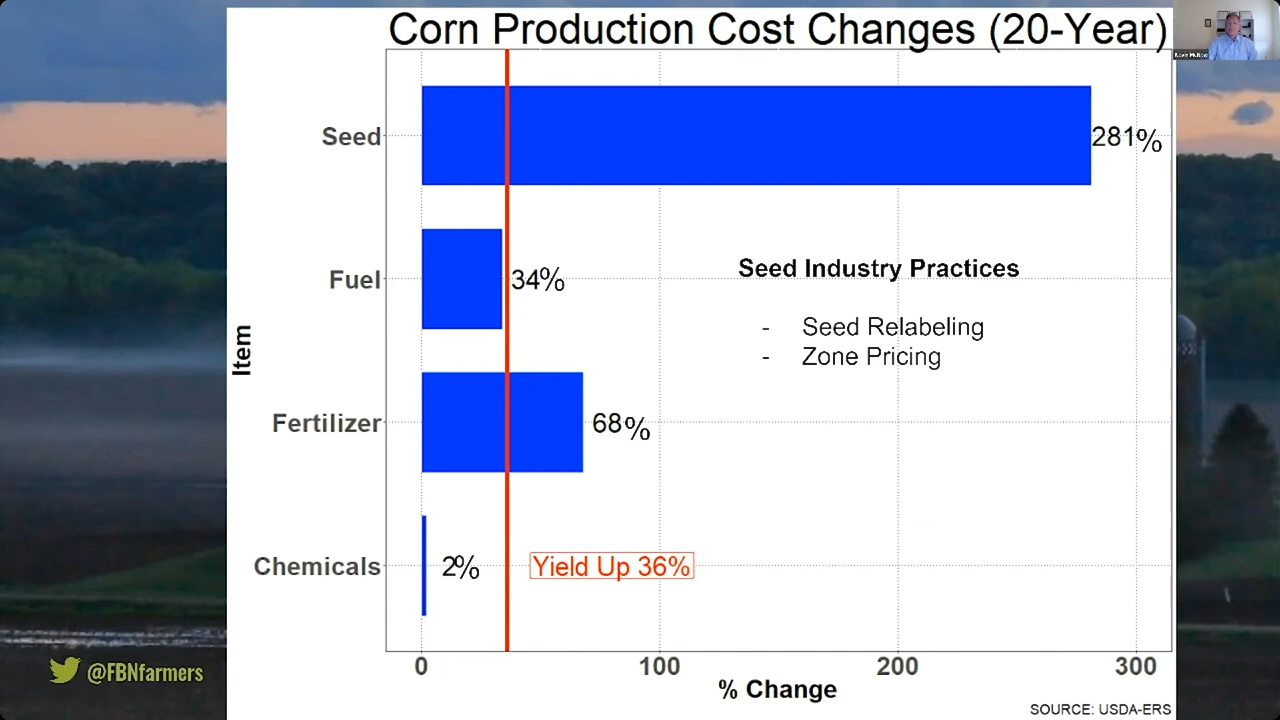 Corn Production Cost Changes (20-Year)
Seed
281%
Fuel
34%
Seed Industry Practices
- Seed Relabeling
- Zone Pricing
Item
Fertilizer
68%
Chemicals
2%
Yield Up 36%
0 100 200 300
% Change
SOURCE: USDA-ERS
@FBNfarmers
Kevin